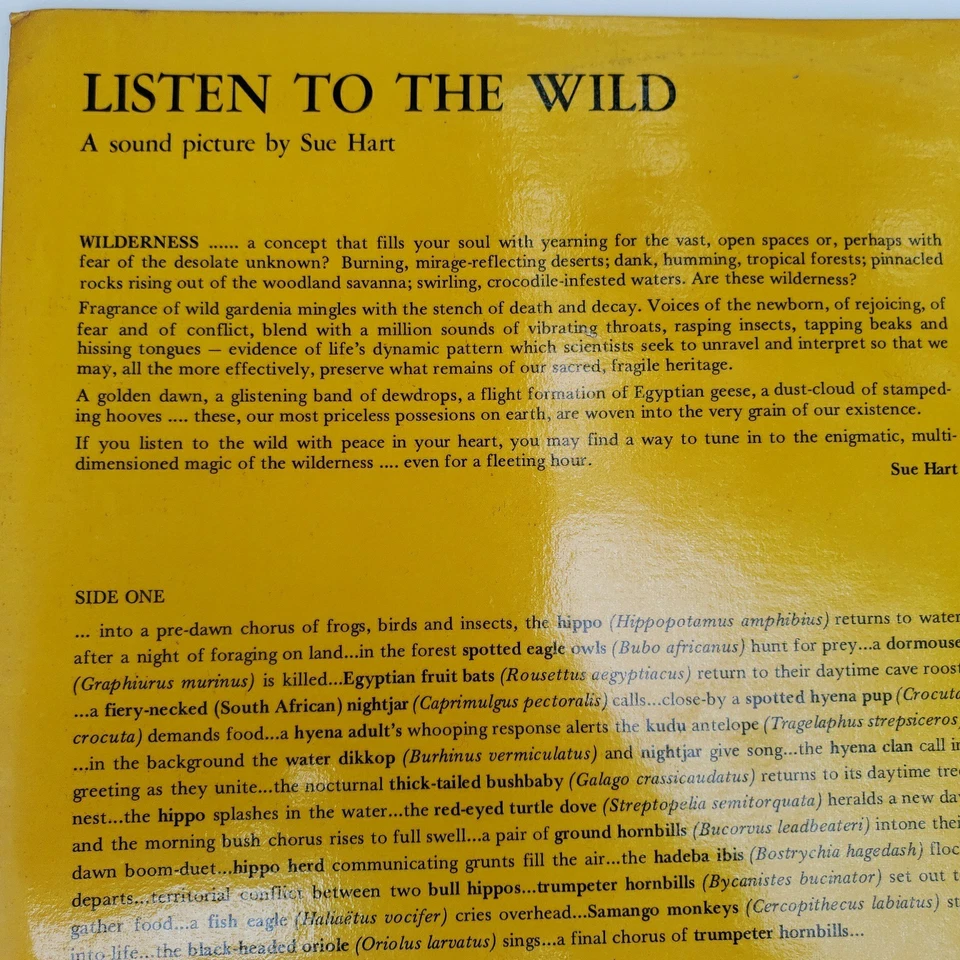 LISTEN TO THE WILD
A sound picture by Sue Hart
WILDERNESS ...... a concept that fills your soul with yearning for the vast, open spaces or, perhaps with
fear of the desolate unknown? Burning, mirage-reflecting deserts; dank, humming, tropical forests; pinnacled
rocks rising out of the woodland savanna; swirling, crocodile-infested waters. Are these wilderness?
Fragrance of wild gardenia mingles with the stench of death and decay. Voices of the newborn, of rejoicing, of
fear and of conflict, blend with a million sounds of vibrating throats, rasping insects, tapping beaks and
hissing tongues — evidence of life's dynamic pattern which scientists seek to unravel and interpret so that we
may, all the more effectively, preserve what remains of our sacred, fragile heritage.
A golden dawn, a glistening band of dewdrops, a flight formation of Egyptian geese, a dust-cloud of stamped-
ing hooves .... these, our most priceless possesions on earth, are woven into the very grain of our existence.
If you listen to the wild with peace in your heart, you may find a way to tune in to the enigmatic, multi-
dimensioned magic of the wilderness .... even for a fleeting hour.
Sue Hart
SIDE ONE
... into a pre-dawn chorus of frogs, birds and insects, the hippo (Hippopotamus amphibius) returns to water
after a night of foraging on land...in the forest spotted eagle owls (Bubo africanus) hunt for prey...a dormouse
(Graphiurus murinus) is killed...Egyptian fruit bats (Rousettus aegyptiacus) return to their daytime cave roost
...a fiery-necked (South African) nightjar (Caprimulgus pectoralis) calls...close-by a spotted hyena pup (Crocuta
crocuta) demands food...a hyena adult's whooping response alerts the kudu antelope (Tragelaphus strepsiceros)
...in the background the water dikkop (Burhinus vermiculatus) and nightjar give song...the hyena clan call in
greeting as they unite...the nocturnal thick-tailed bushbaby (Galago crassicaudatus) returns to its daytime tree
nest...the hippo splashes in the water...the red-eyed turtle dove (Streptopelia semitorquata) heralds a new da
and the morning bush chorus rises to full swell...a pair of ground hornbills (Bucorvus leadbeateri) intone thei
dawn boom-duet...hippo herd communicating grunts fill the air...the hadeba ibis (Bostrychia hagedash) floc
departs...territorial conflict between two bull hippos...trumpeter hornbills (Bycanistes bucinator) set out t
gather food...a fish eagle (Haliaëtus vocifer) cries overhead...Samango monkeys (Cercopithecus labiatus) st
into-life...the black-headed oriole (Oriolus larvatus) sings...a final chorus of trumpeter hornbills...